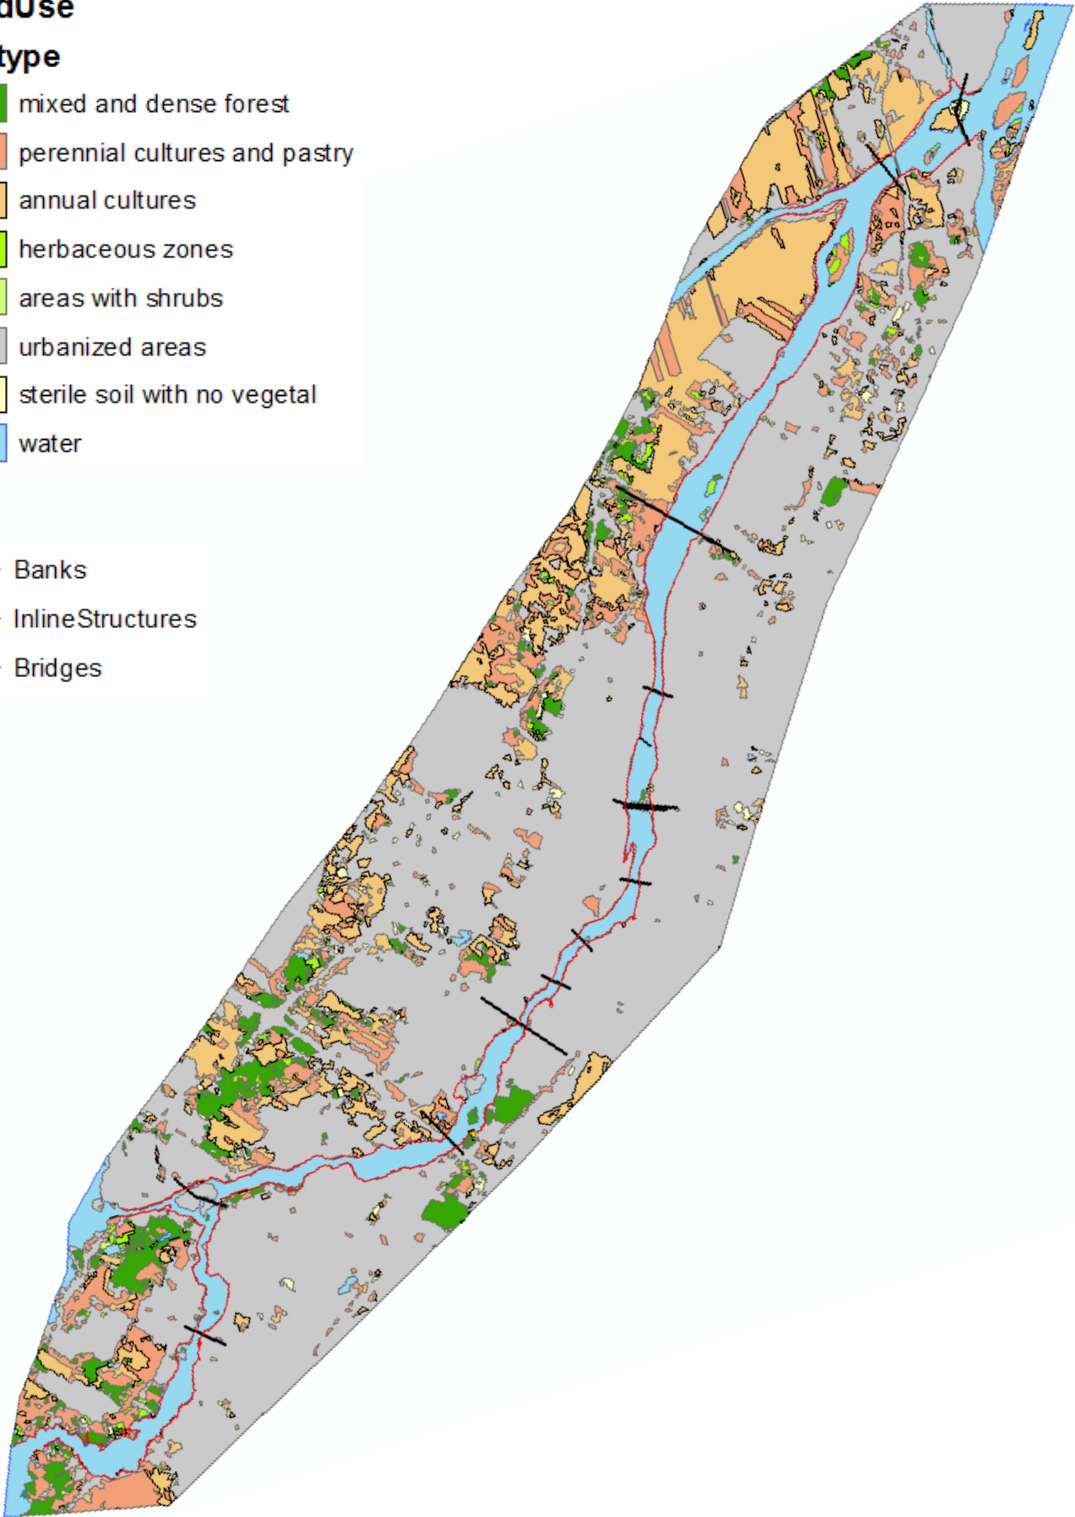 dUse
type
mixed and dense forest
perennial cultures and pastry
annual cultures
herbaceous zones
areas with shrubs
urbanized areas
sterile soil with no vegetal
water
Banks
InlineStructures
Bridges